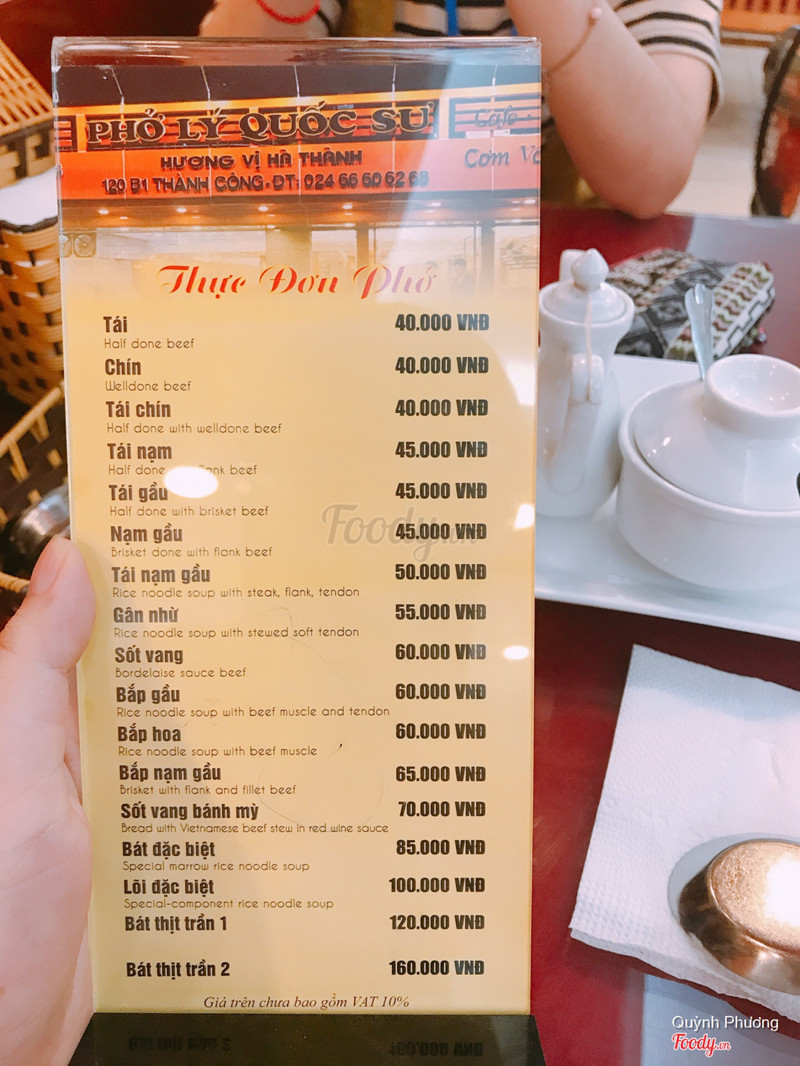 PHỞ LÝ QUỐC SƯ
Cafe -
HƯƠNG VỊ HÀ THÀNH
Cơm
120 B1 THÀNH CÔNG - ĐT: 024 66 60 62 68
Thực Đơn Phở
Tái 40.000 VNĐ
Half done beef
Chín 40.000 VNĐ
Welldone beef
Tái chín 40.000 VNĐ
Half done with welldone beef
Tái nạm 45.000 VNĐ
Half done flank beef
Tái gầu 45.000 VNĐ
Half done with brisket beef
Nạm gầu 45.000 VNĐ
Brisket done with flank beef
Foody.vn
Tái nạm gầu 50.000 VNĐ
Rice noodle soup with steak, flank, tendon
Gân nhừ 55.000 VNĐ
Rice noodle soup with stewed soft tendon
Sốt vang 60.000 VNĐ
Bordelaise sauce beef
Bắp gầu 60.000 VNĐ
Rice noodle soup with beef muscle and tendon
Bắp hoa 60.000 VNĐ
Rice noodle soup with beef muscle
Bắp nạm gầu 65.000 VNĐ
Brisket with flank and fillet beef
Sốt vang bánh mỳ 70.000 VNĐ
Bread with Vietnamese beef stew in red wine sauce
Bát đặc biệt 85.000 VNĐ
Special marrow rice noodle soup
Lõi đặc biệt 100.000 VNĐ
Special-component rice noodle soup
Bát thịt trần 1 120.000 VNĐ
Bát thịt trần 2 160.000 VNĐ
Giá trên chưa bao gồm VAT 10%
Quỳnh Phương
Foody.vn